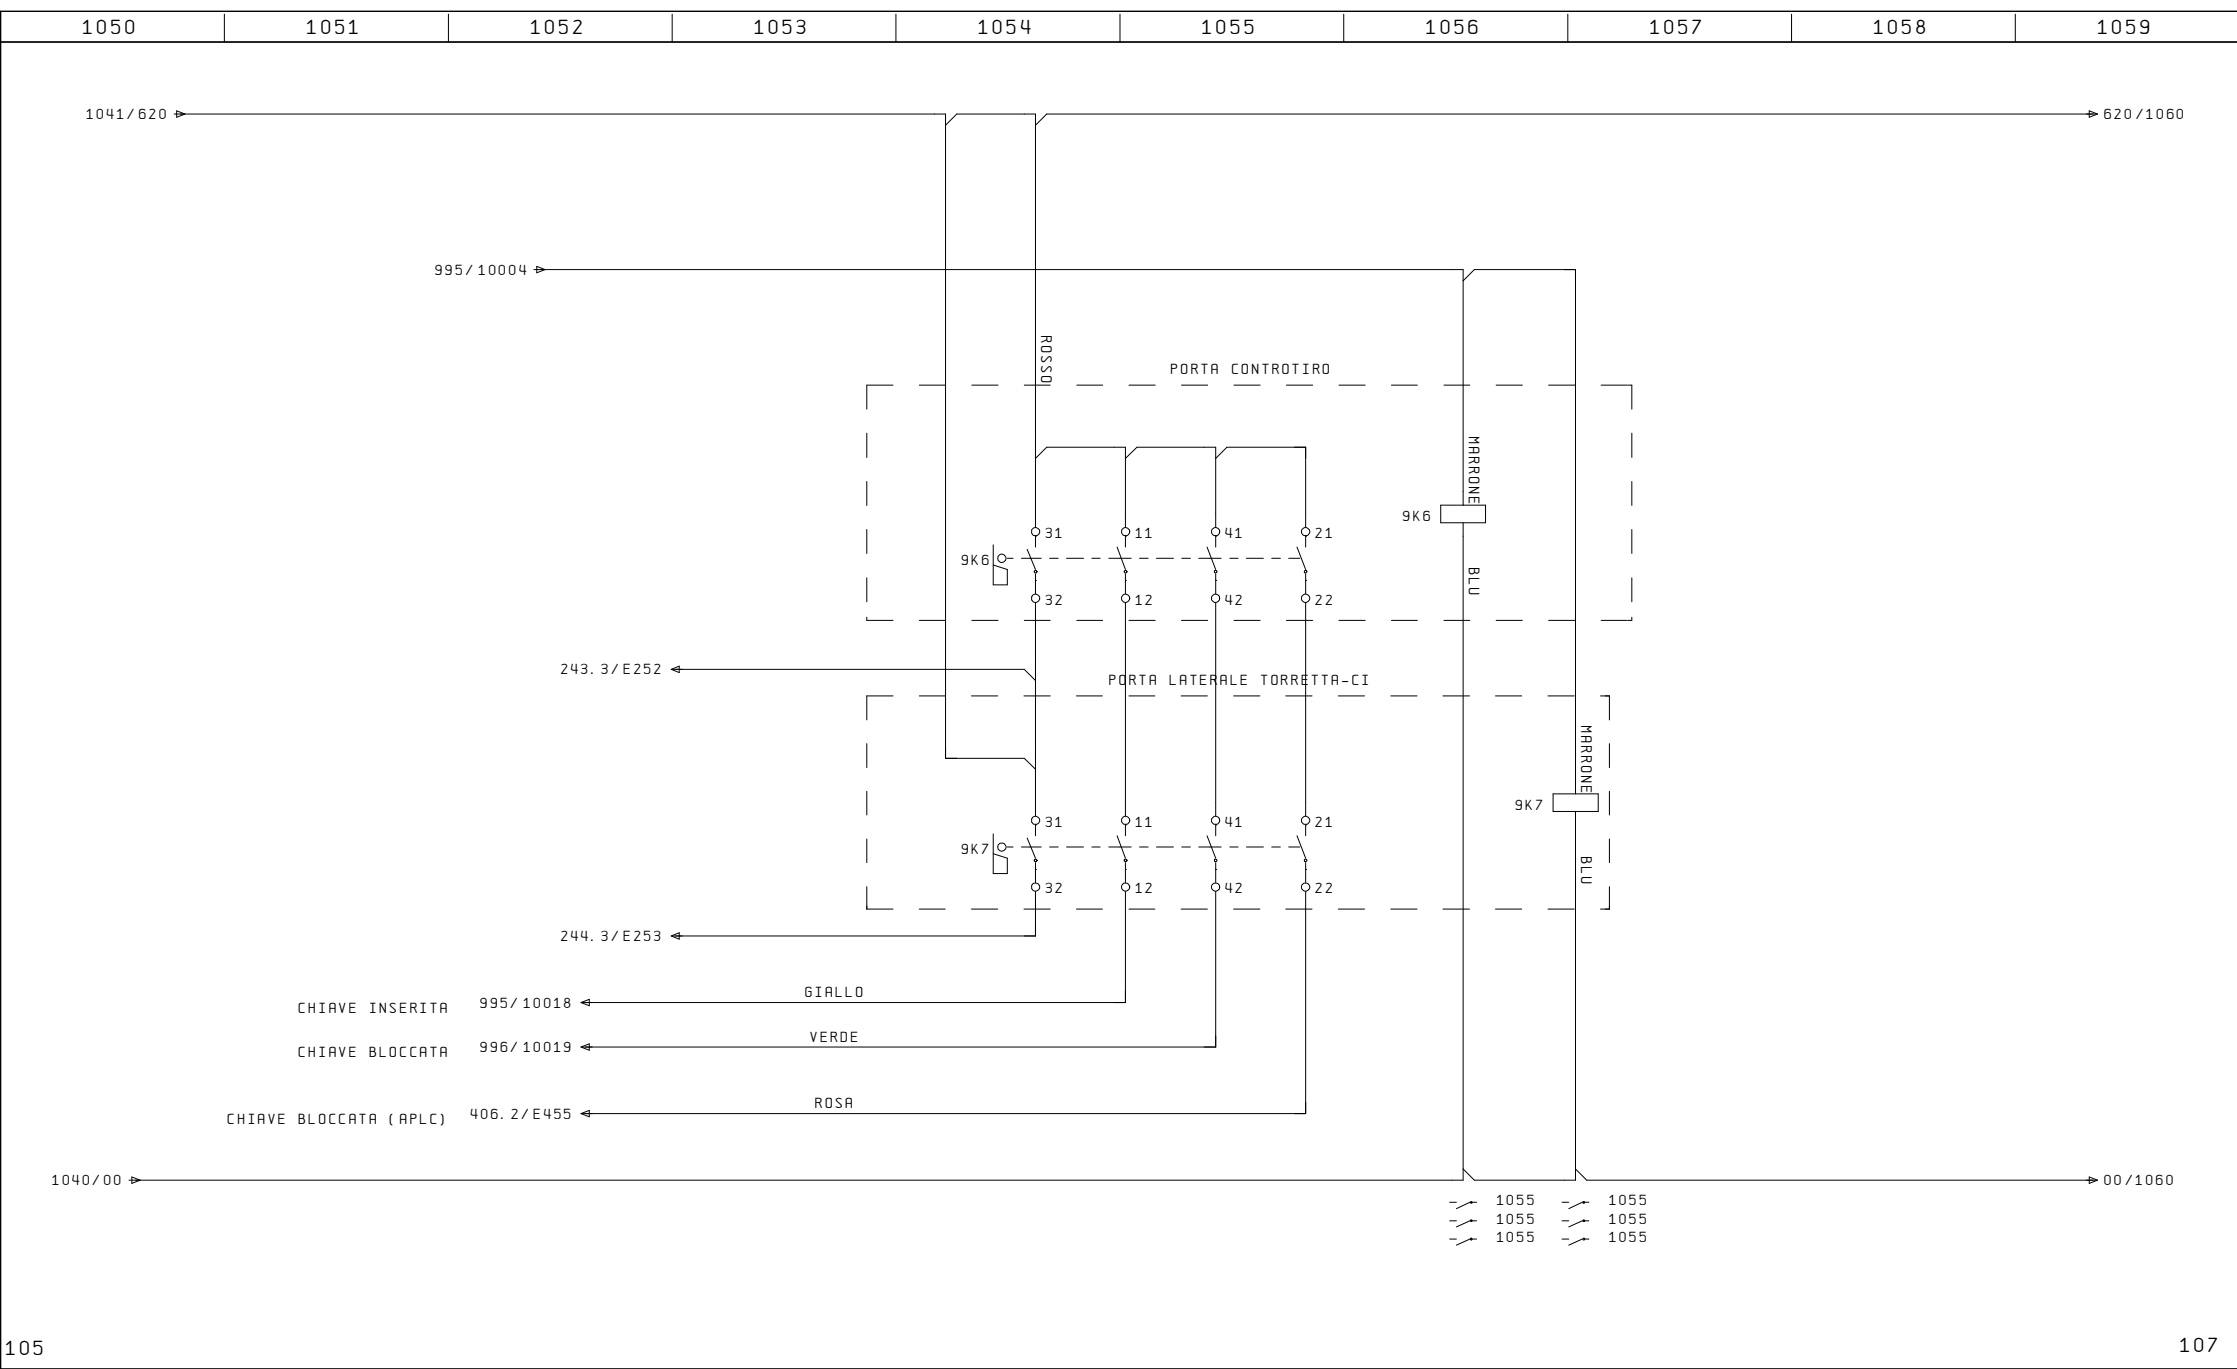 1050 1051 1052 1053 1054 1055 1056 1057 1058 1059
1041/620 620/1060
995/10004
ROSSO
PORTA CONTROTIRO
MARRONE
9K6
31 11 41 21
9K6
32 12 42 22
BLU
243.3/E252
PORTA LATERALE TORRETTA-CI
MARRONE
9K7
31 11 41 21
9K7
32 12 42 22
BLU
244.3/E253
GIALLO
CHIAVE INSERITA 995/10018
VERDE
CHIAVE BLOCCATA 996/10019
ROSA
CHIAVE BLOCCATA (APLC) 406.2/E455
1040/00 00/1060
1055 1055
1055 1055
1055 1055
105 107